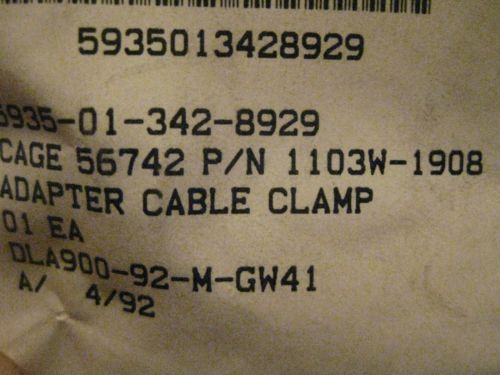 5935013428929
5935-01-342-8929
CAGE 56742 P/N 1103W-1908
ADAPTER CABLE CLAMP
01 EA
DLA900-92-M-GW41
A/ 4/92